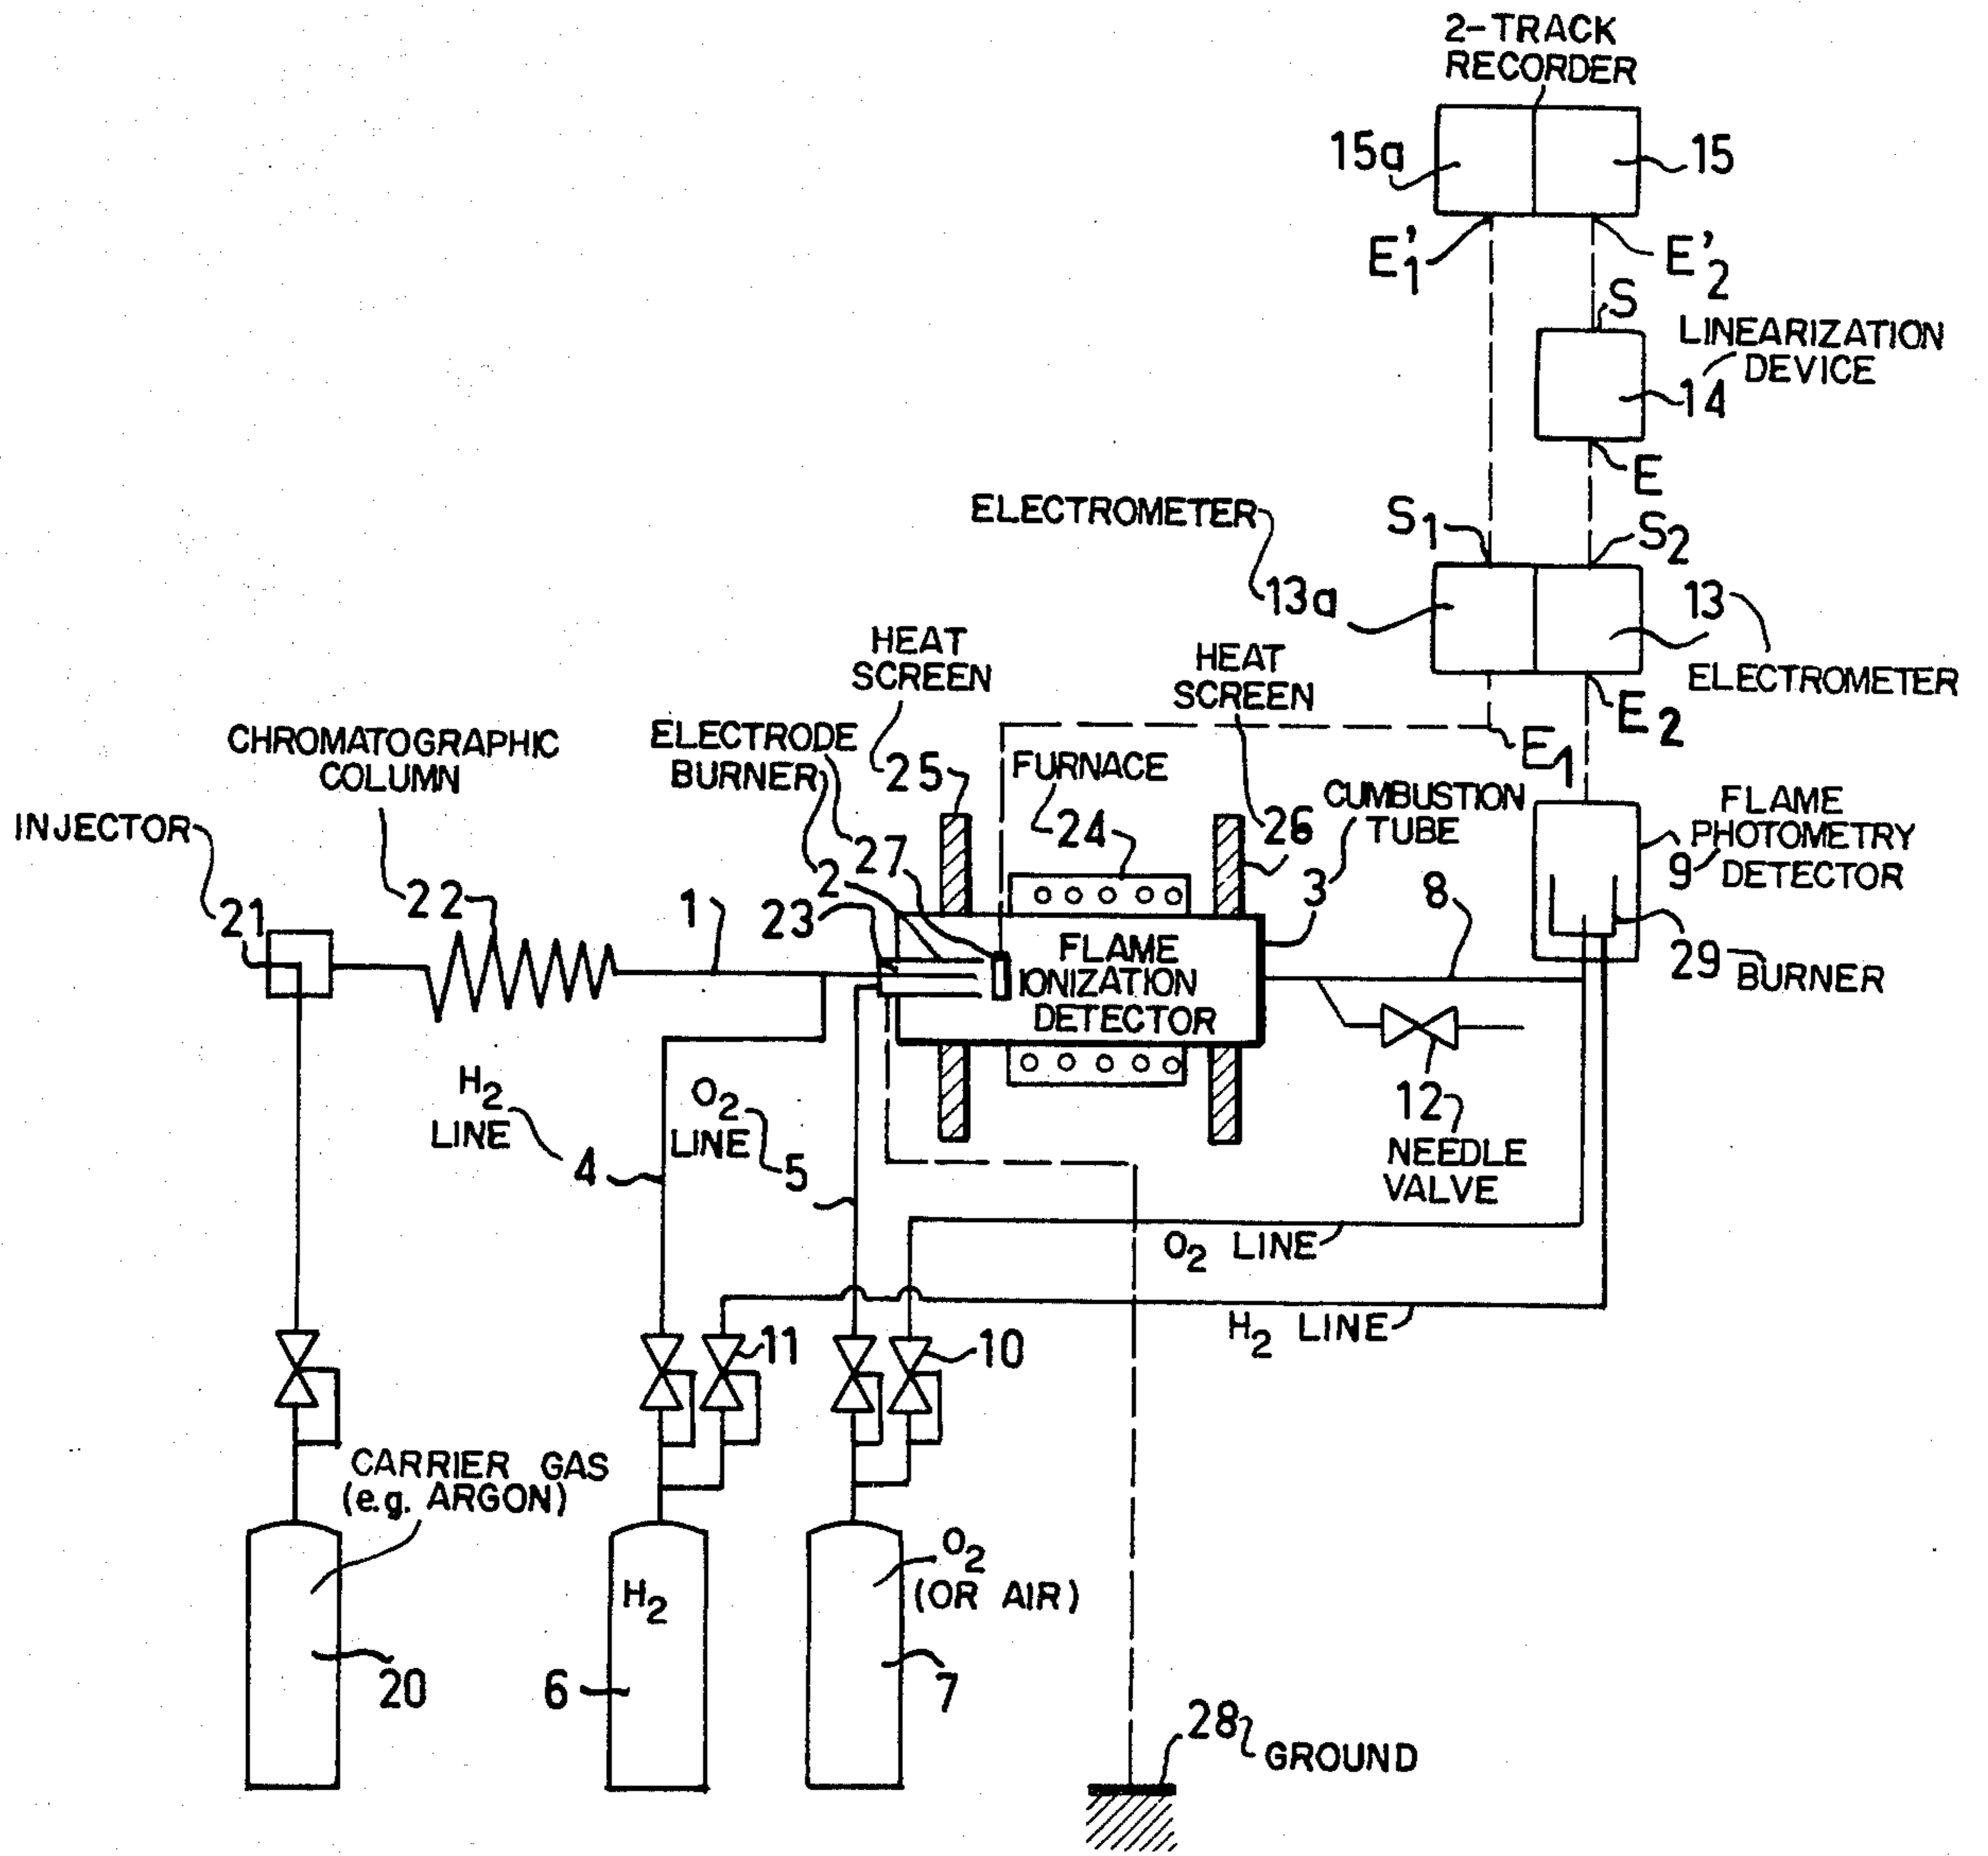 2-TRACK
RECORDER
15a
15
E'1
E'2
S
LINEARIZATION
DEVICE
14
E
ELECTROMETER
S1
S2
13a
13
ELECTROMETER
HEAT
SCREEN
HEAT
SCREEN
E2
E1
CHROMATOGRAPHIC
COLUMN
ELECTRODE
BURNER
25
FURNACE
24
26
CUMBUSTION
TUBE
FLAME
PHOTOMETRY
9
DETECTOR
INJECTOR
27
2
3
22
1
23
21
8
FLAME
IONIZATION
DETECTOR
29
BURNER
H2
LINE
O2
LINE
4
5
12
NEEDLE
VALVE
O2 LINE
H2 LINE
11
10
CARRIER GAS
(e.g. ARGON)
H2
O2
(OR AIR)
20
6
7
28
GROUND